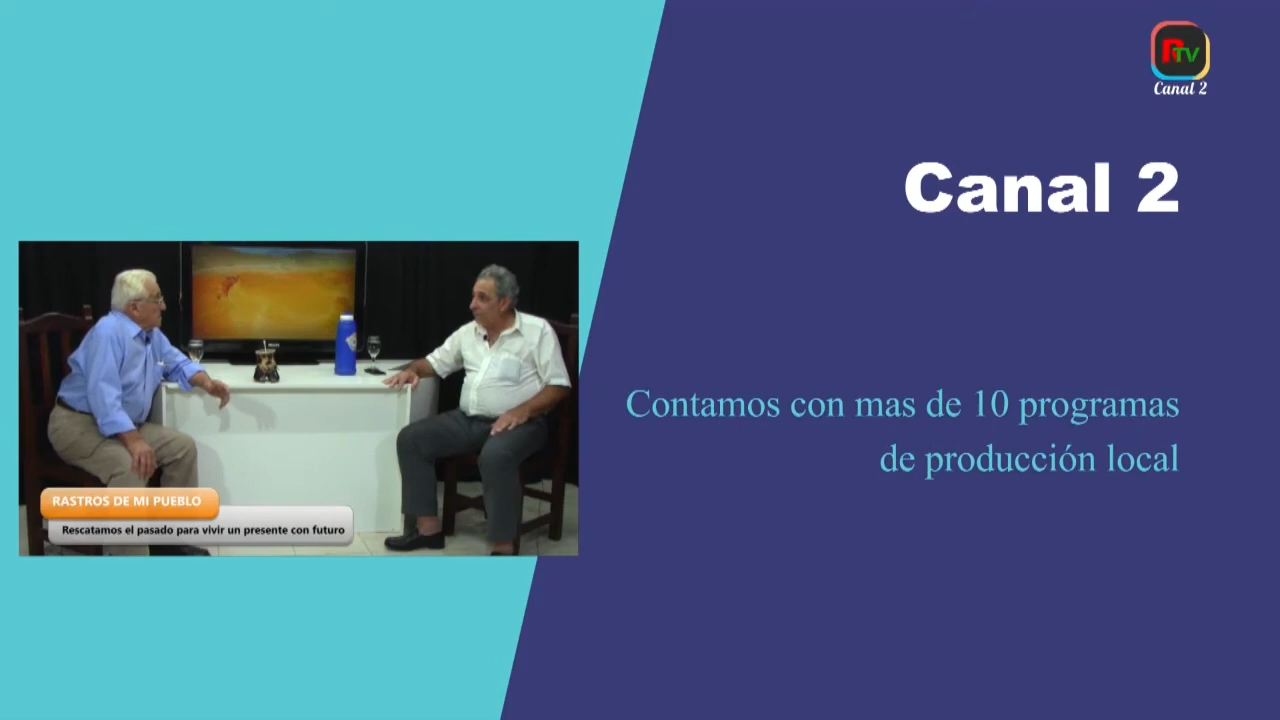 RTV
Canal 2
Canal 2
Contamos con mas de 10 programas
de producción local
RASTROS DE MI PUEBLO
Rescatamos el pasado para vivir un presente con futuro